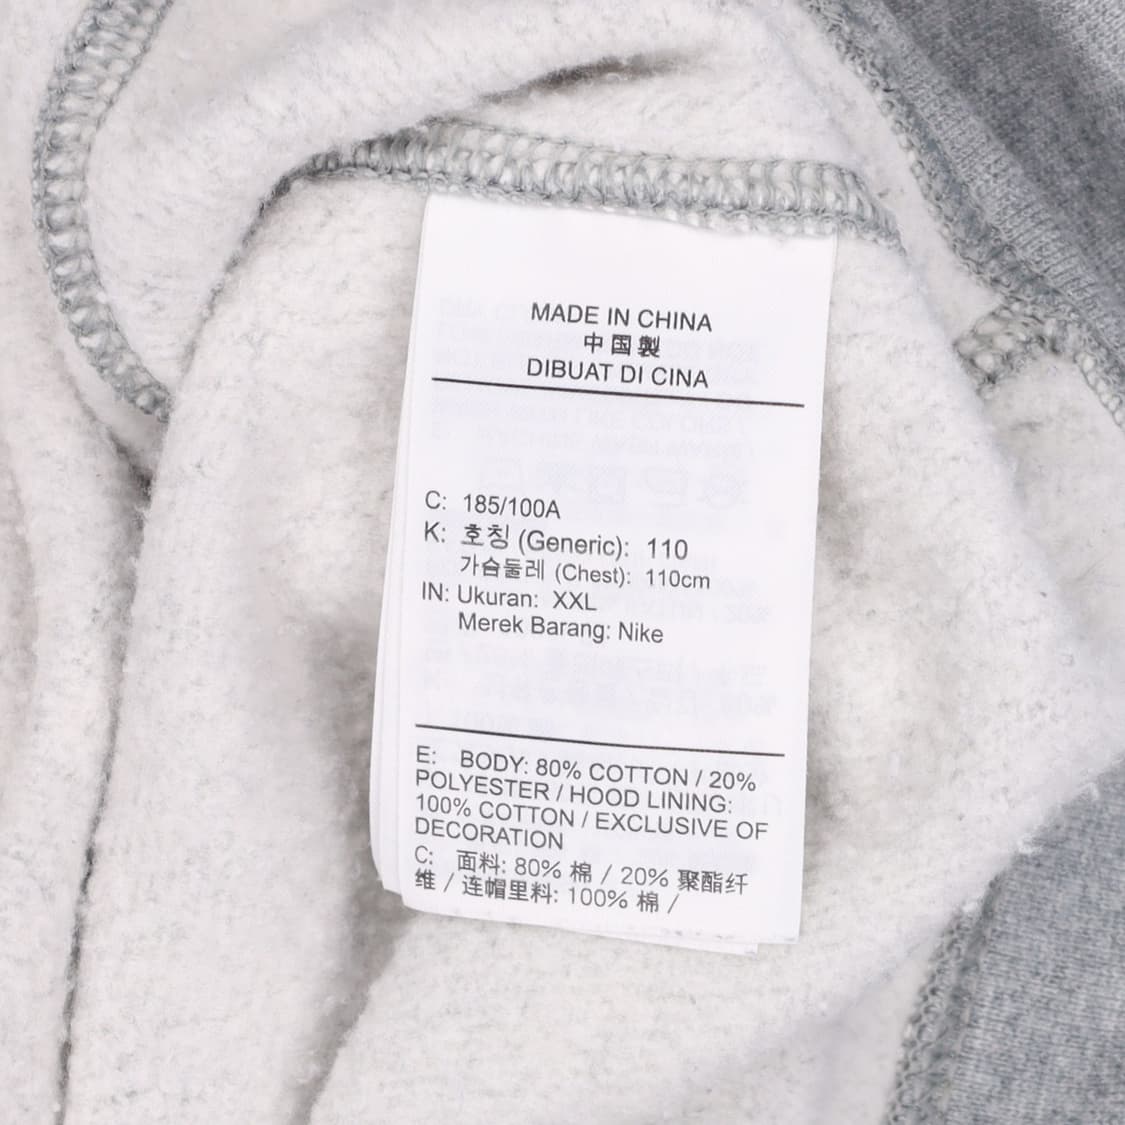 MADE IN CHINA
中国製
DIBUAT DI CINA
C: 185/100A
K: 호칭 (Generic): 110
가슴둘레 (Chest): 110cm
IN: Ukuran: XXL
Merek Barang: Nike
E: BODY: 80% COTTON / 20%
POLYESTER / HOOD LINING:
100% COTTON / EXCLUSIVE OF
DECORATION
C: 面料: 80% 棉 / 20% 聚酯纤
维 / 连帽里料: 100% 棉 /